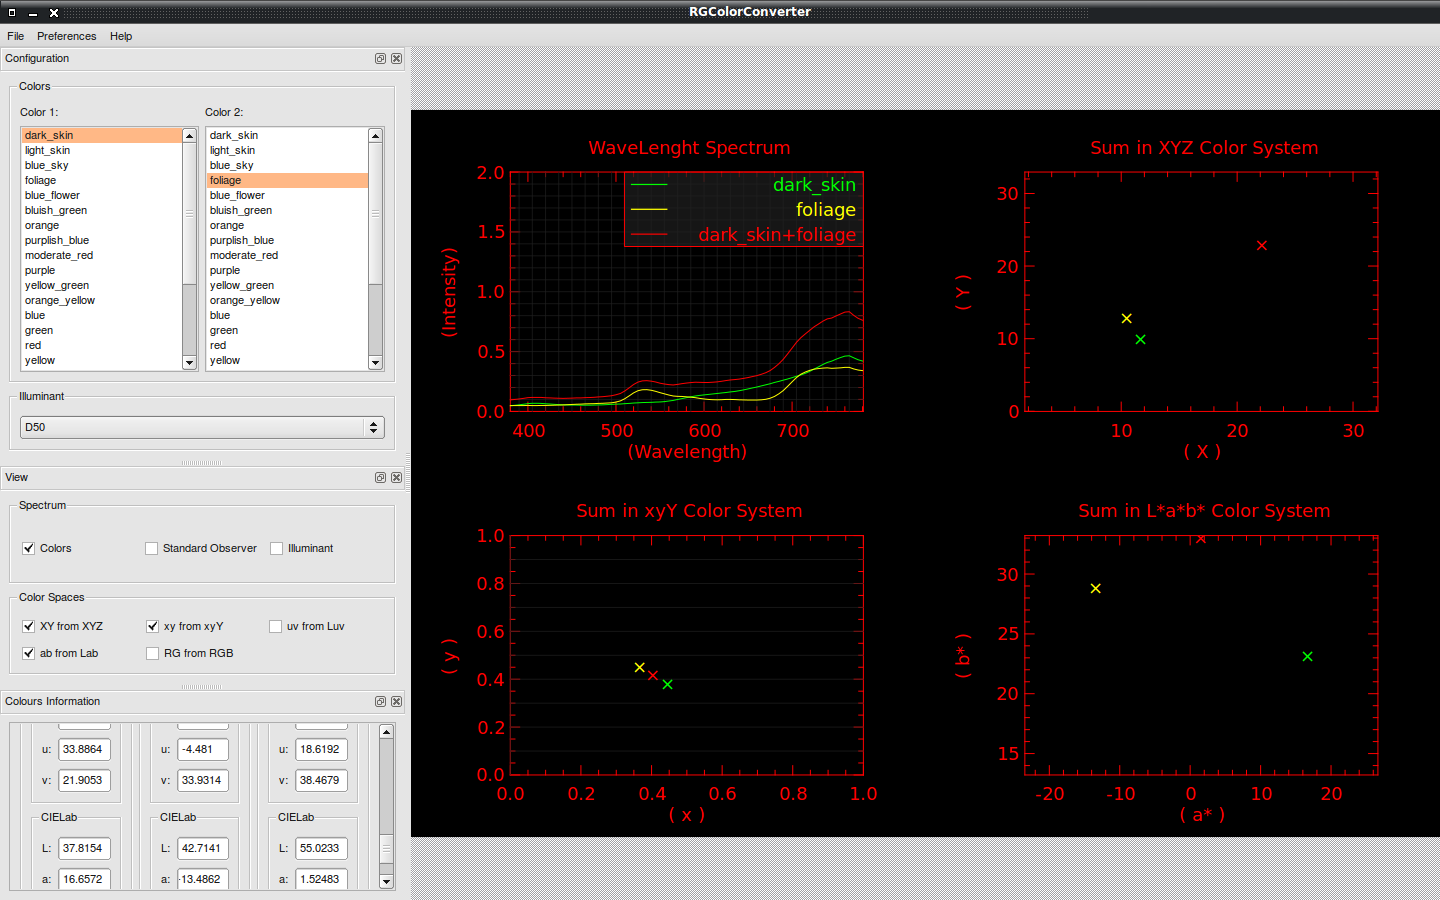 RGColorConverter
File Preferences Help
Configuration
Colors
Color 1: Color 2:
dark_skin dark_skin
light_skin light_skin
blue_sky blue_sky
foliage foliage
blue_flower blue_flower
bluish_green bluish_green
orange orange
purplish_blue purplish_blue
moderate_red moderate_red
purple purple
yellow_green yellow_green
orange_yellow orange_yellow
blue blue
green green
red red
yellow yellow
Illuminant
D50
View
Spectrum
Colors Standard Observer Illuminant
Color Spaces
XY from XYZ xy from xyY uv from Luv
ab from Lab RG from RGB
Colours Information
u: 33.8864 u: -4.481 u: 18.6192
v: 21.9053 v: 33.9314 v: 38.4679
CIELab CIELab CIELab
L: 37.8154 L: 42.7141 L: 55.0233
a: 16.6572 a: -13.4862 a: 1.52483
WaveLenght Spectrum
2.0
1.5
1.0
0.5
0.0
(Intensity)
dark_skin
foliage
dark_skin+foliage
400 500 600 700
(Wavelength)
Sum in XYZ Color System
30
20
10
0
( Y )
10 20 30
( X )
Sum in xyY Color System
1.0
0.8
0.6
0.4
0.2
0.0
( y )
0.0 0.2 0.4 0.6 0.8 1.0
( x )
Sum in L*a*b* Color System
30
25
20
15
( b* )
-20 -10 0 10 20
( a* )